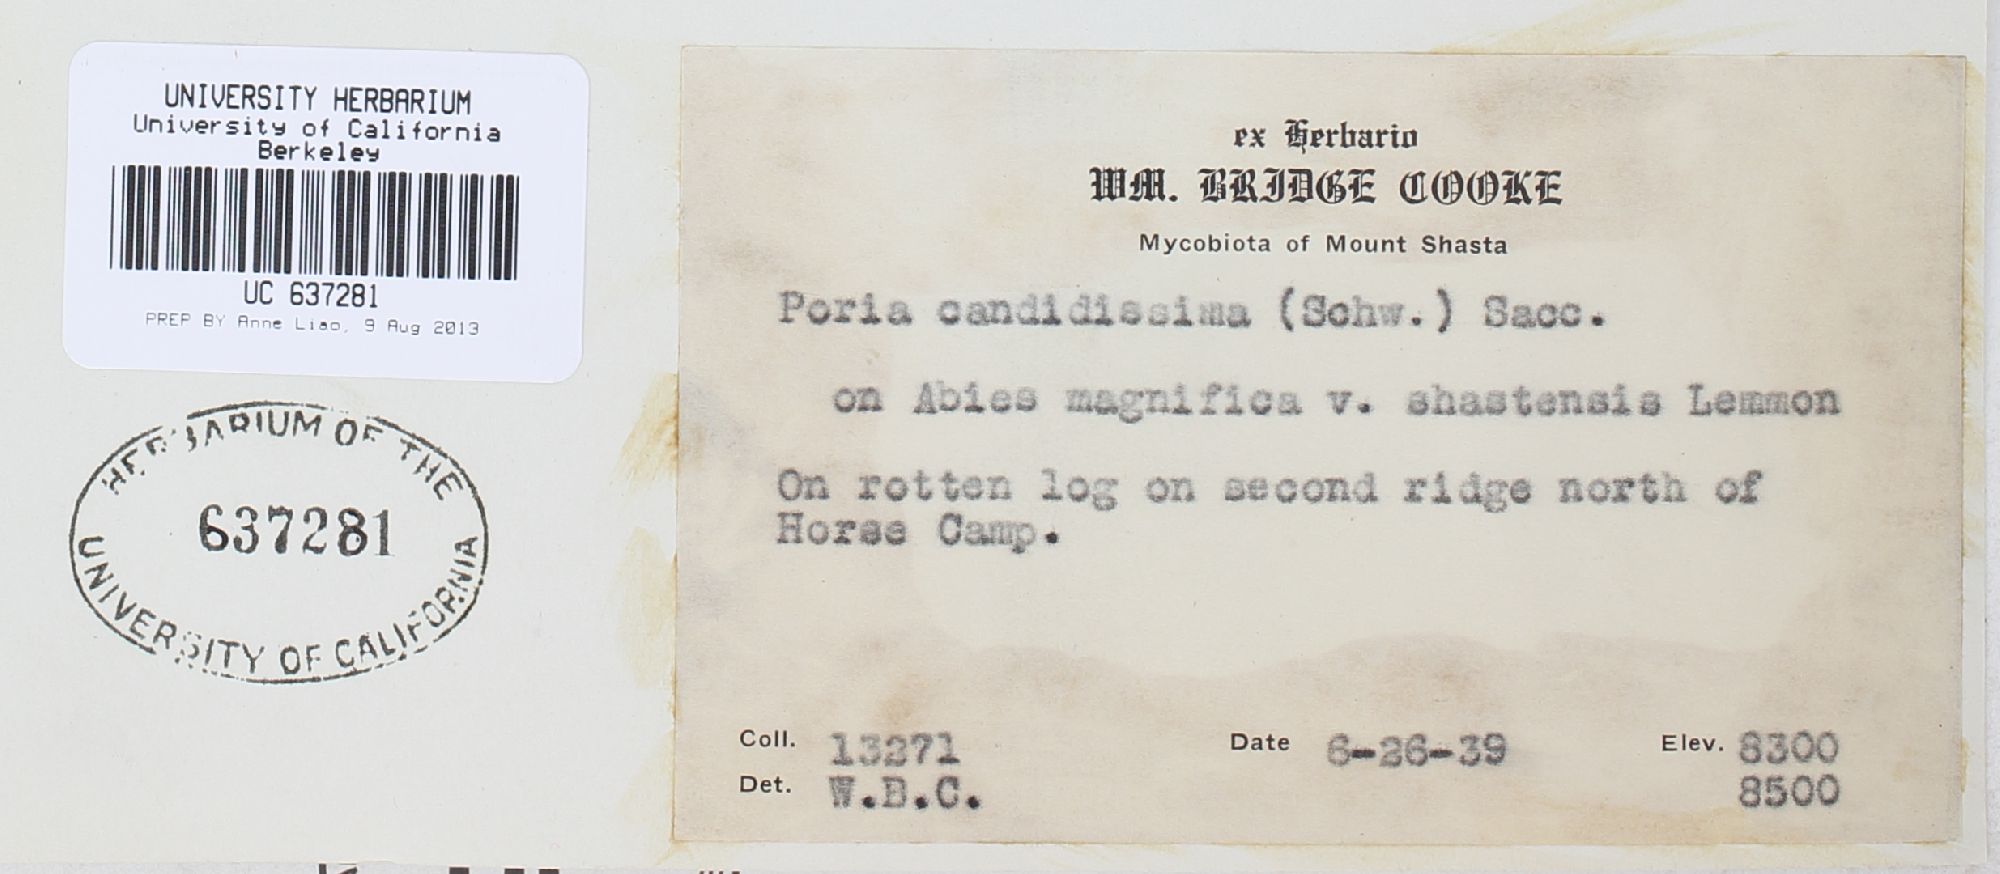 UNIVERSITY HERBARIUM
University of California
Berkeley
UC 637281
PREP BY Anne Liao, 9 Aug 2013
HERBARIUM OF THE
637281
UNIVERSITY OF CALIFORNIA
ex Herbario
WM. BRIDGE COOKE
Mycobiota of Mount Shasta
Poria candidissima (Schw.) Sacc.
on Abies magnifica v. shastensis Lemmon
On rotten log on second ridge north of
Horse Camp.
Coll. 13271 Date 6-26-39 Elev. 8300
Det. W.B.C. 8500